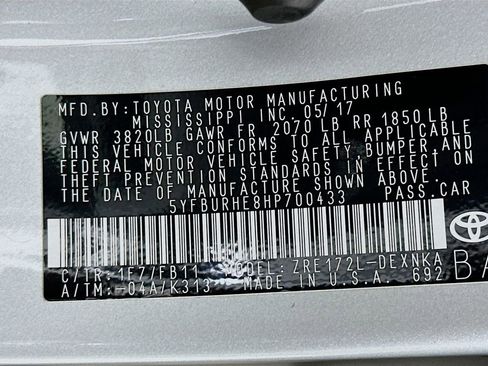 MFD.BY:TOYOTA MOTOR MANUFACTURING
MISSISSIPPI INC. 05/17
GVWR 3820LB GAWR FR 2070 LB RR 1850 LB
THIS VEHICLE CONFORMS TO ALL APPLICABLE
FEDERAL MOTOR VEHICLE SAFETY, BUMPER, AND
THEFT PREVENTION STANDARDS IN EFFECT ON
THE DATE OF MANUFACTURE SHOWN ABOVE.
5YFBURHE8HP700433 PASS.CAR
TOYOTA
C/TR:1F7/FB11 MODEL:ZRE172L-DEXNKA
A/TM:-04A/K313 MADE IN U.S.A. 692